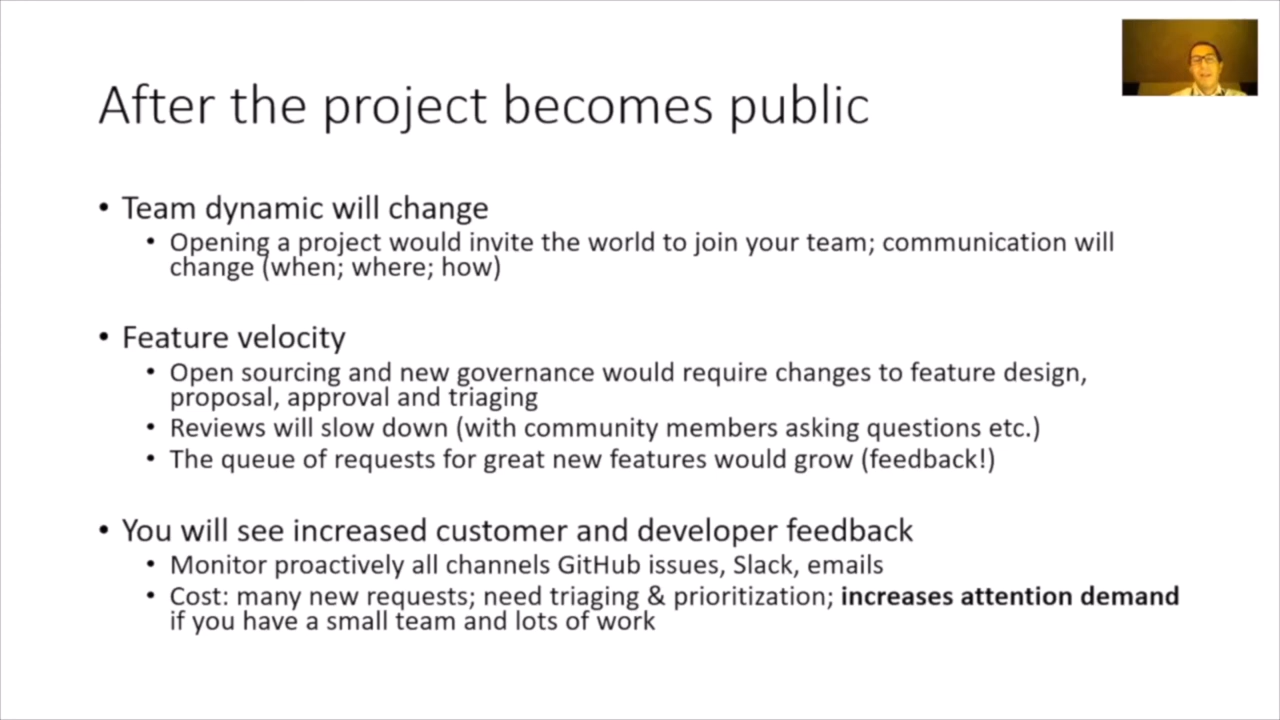 After the project becomes public
• Team dynamic will change
• Opening a project would invite the world to join your team; communication will
change (when; where; how)
• Feature velocity
• Open sourcing and new governance would require changes to feature design,
proposal, approval and triaging
• Reviews will slow down (with community members asking questions etc.)
• The queue of requests for great new features would grow (feedback!)
• You will see increased customer and developer feedback
• Monitor proactively all channels GitHub issues, Slack, emails
• Cost: many new requests; need triaging & prioritization; increases attention demand
if you have a small team and lots of work